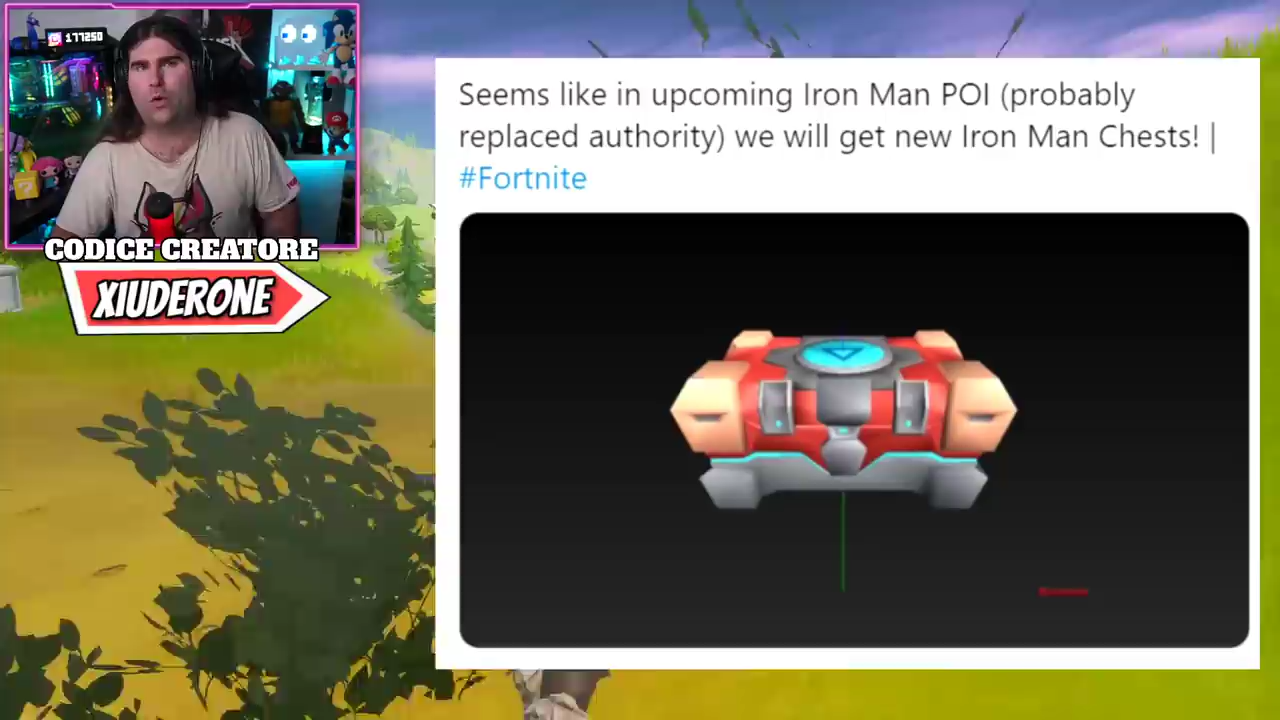 177250
CODICE CREATORE
XIUDERONE
Seems like in upcoming Iron Man POI (probably
replaced authority) we will get new Iron Man Chests! |
#Fortnite